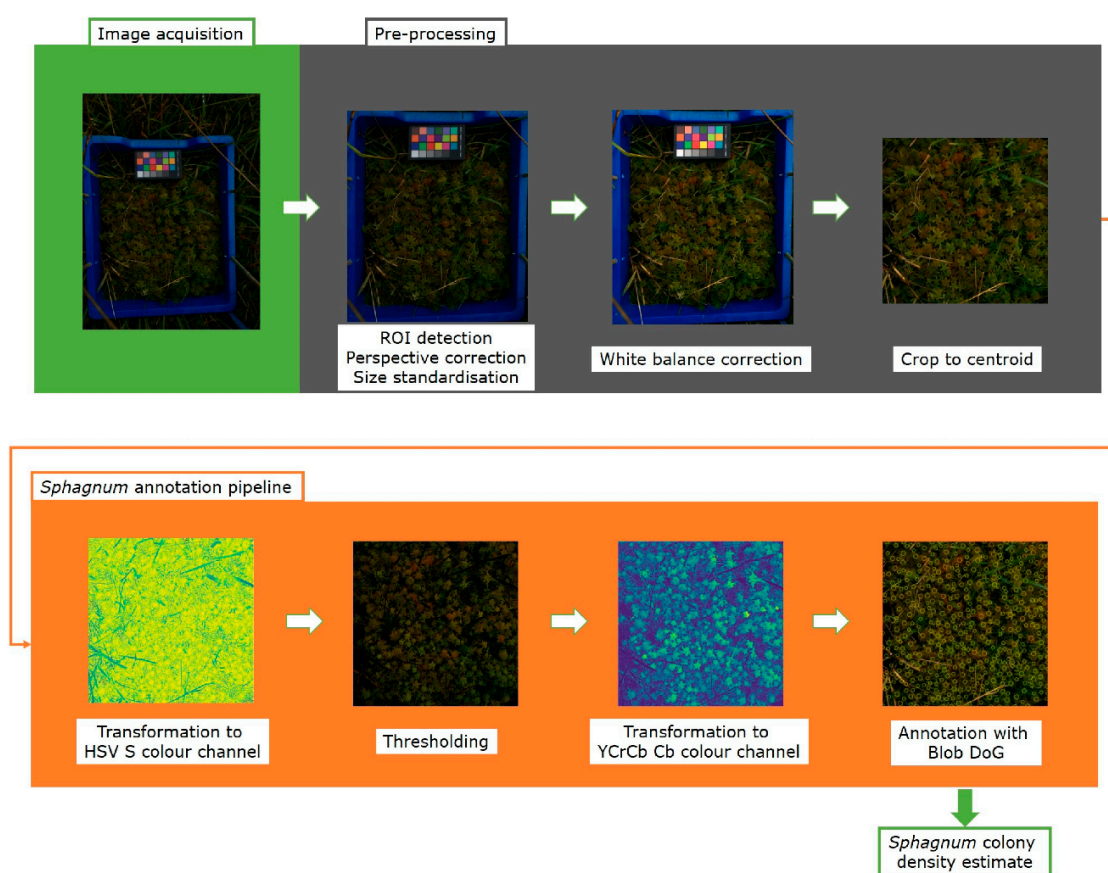 Image acquisition
Pre-processing
ROI detection
Perspective correction
Size standardisation
White balance correction
Crop to centroid
Sphagnum annotation pipeline
Transformation to
HSV S colour channel
Thresholding
Transformation to
YCrCb Cb colour channel
Annotation with
Blob DoG
Sphagnum colony
density estimate